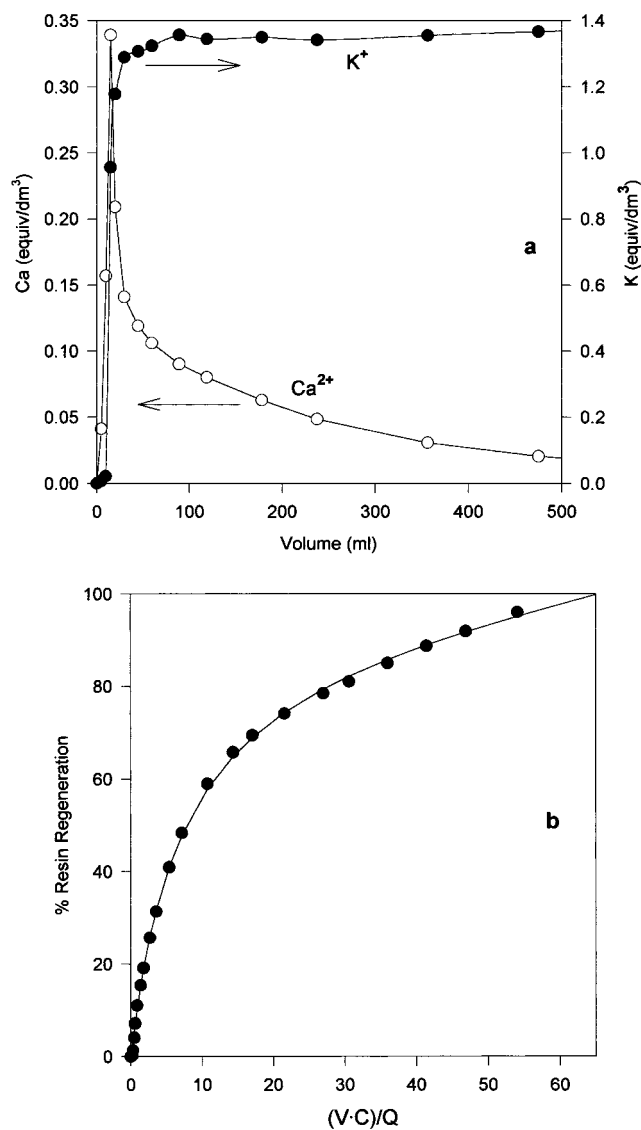 0.35
0.30
0.25
0.20
0.15
0.10
0.05
0.00
Ca (equiv/dm³)
1.4
1.2
1.0
0.8
0.6
0.4
0.2
0.0
K (equiv/dm³)
K⁺
a
Ca²⁺
0 100 200 300 400 500
Volume (ml)
100
80
60
40
20
0
% Resin Regeneration
b
0 10 20 30 40 50 60
(V·C)/Q